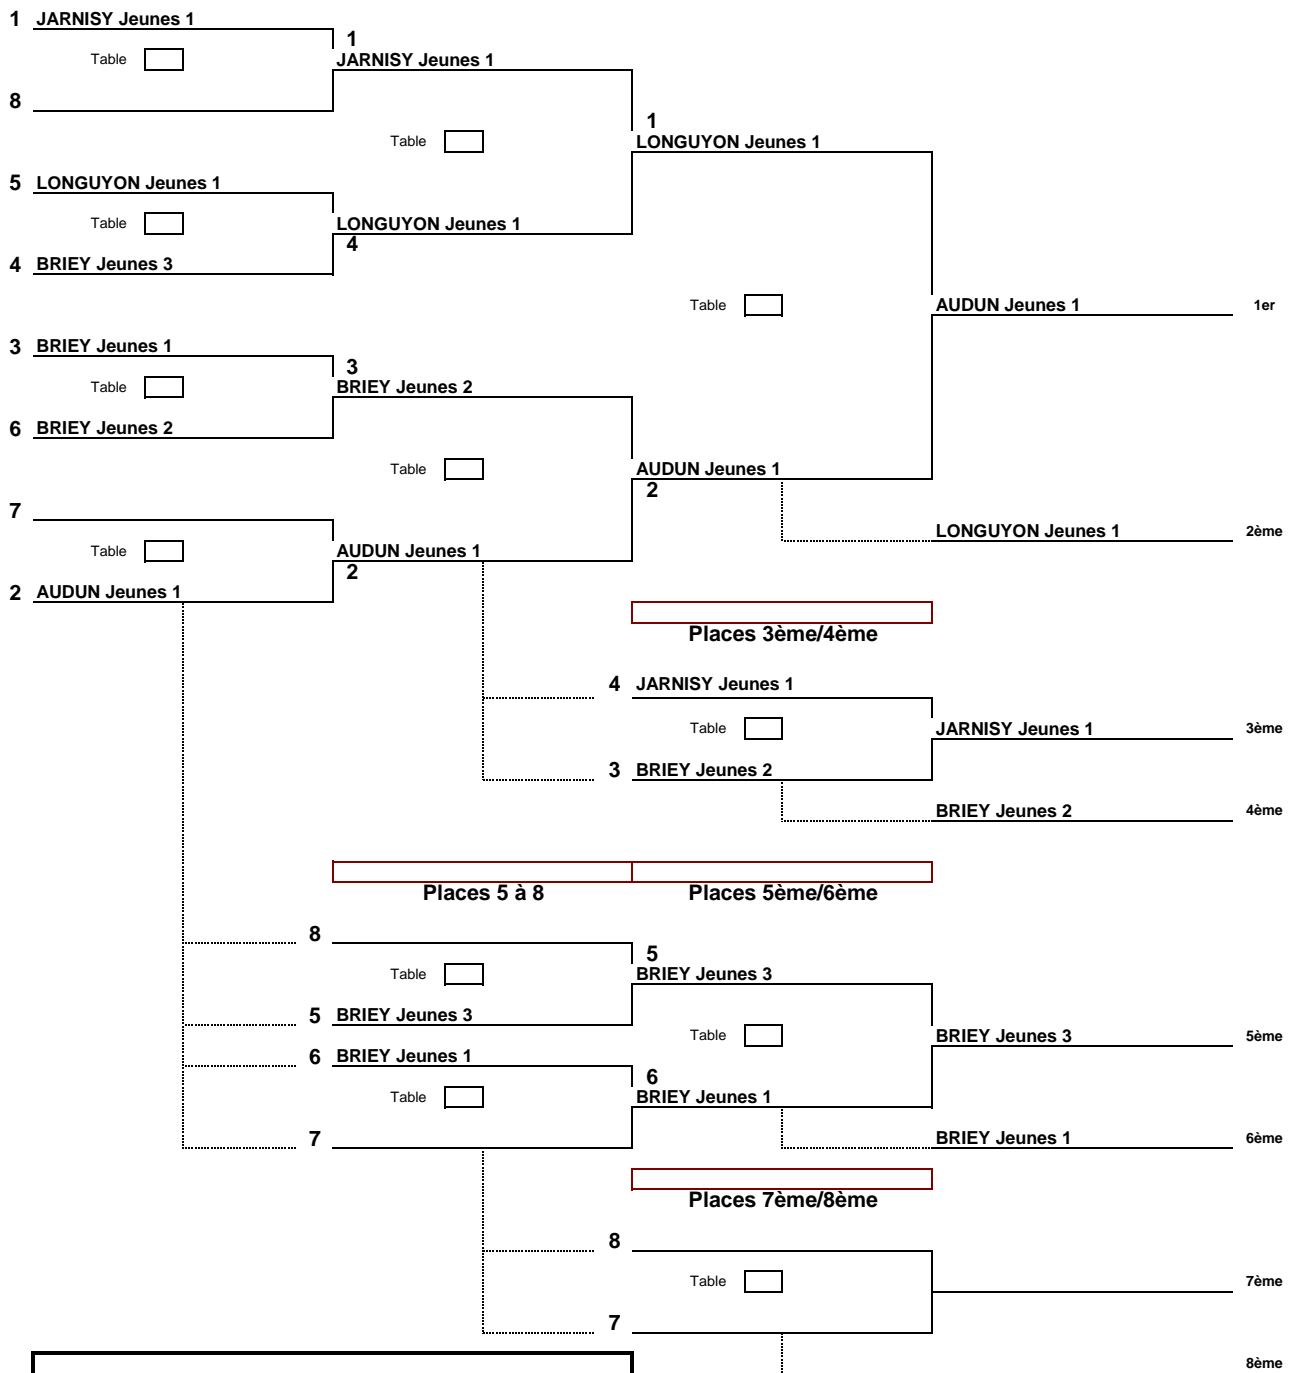 1 JARNISY Jeunes 1
1
Table
JARNISY Jeunes 1
8
1
Table
LONGUYON Jeunes 1
5 LONGUYON Jeunes 1
Table
LONGUYON Jeunes 1
4
4 BRIEY Jeunes 3
Table
AUDUN Jeunes 1 1er
3 BRIEY Jeunes 1
3
Table
BRIEY Jeunes 2
6 BRIEY Jeunes 2
Table
AUDUN Jeunes 1
2
7
LONGUYON Jeunes 1 2ème
Table
AUDUN Jeunes 1
2
2 AUDUN Jeunes 1
Places 3ème/4ème
4 JARNISY Jeunes 1
Table
JARNISY Jeunes 1 3ème
3 BRIEY Jeunes 2
BRIEY Jeunes 2 4ème
Places 5 à 8 Places 5ème/6ème
8
5
Table
BRIEY Jeunes 3
5 BRIEY Jeunes 3
Table
BRIEY Jeunes 3 5ème
6 BRIEY Jeunes 1
6
Table
BRIEY Jeunes 1
7
BRIEY Jeunes 1 6ème
Places 7ème/8ème
8
Table
7ème
7
8ème